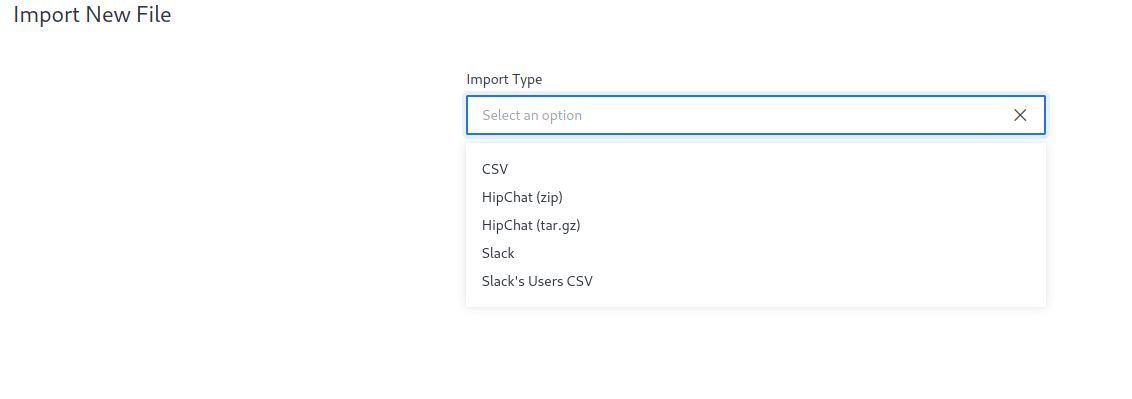 Import New File
Import Type
Select an option
CSV
HipChat (zip)
HipChat (tar.gz)
Slack
Slack's Users CSV